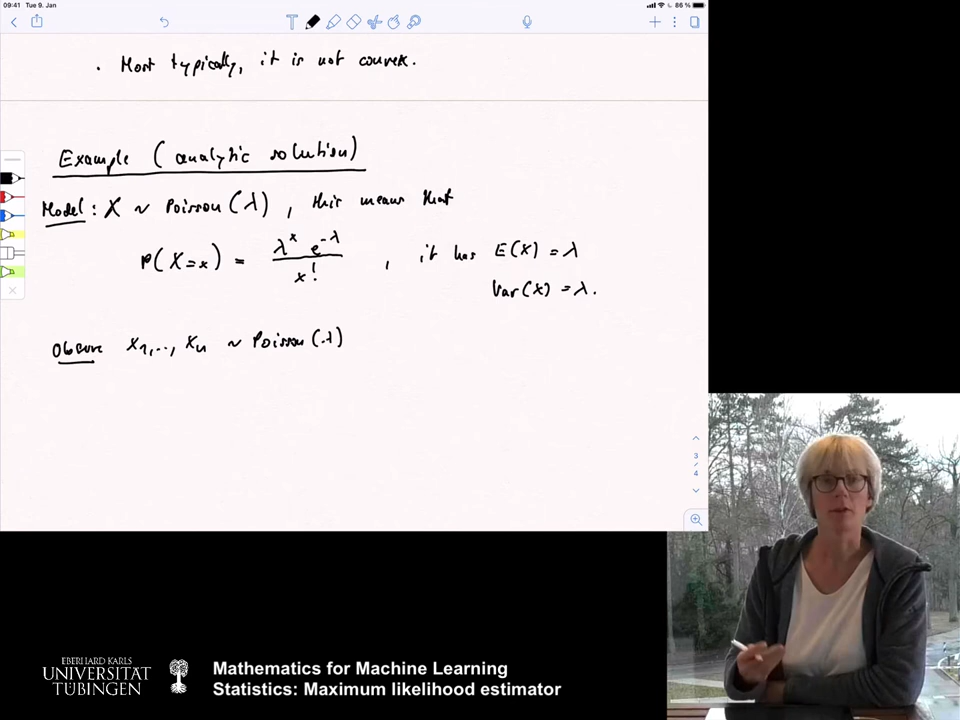 09:41 Tue 9. Jan 86 %
. Most typically, it is not convex.
Example (analytic solution)
Model: X ~ Poisson(λ), this means that
P(X=x) = λ^x e^-λ / x! , it has E(X) = λ
Var(X) = λ.
Observe x1,..., xn ~ Poisson(λ)
3
/
4
EBERHARD KARLS
UNIVERSITÄT
TÜBINGEN
Mathematics for Machine Learning
Statistics: Maximum likelihood estimator